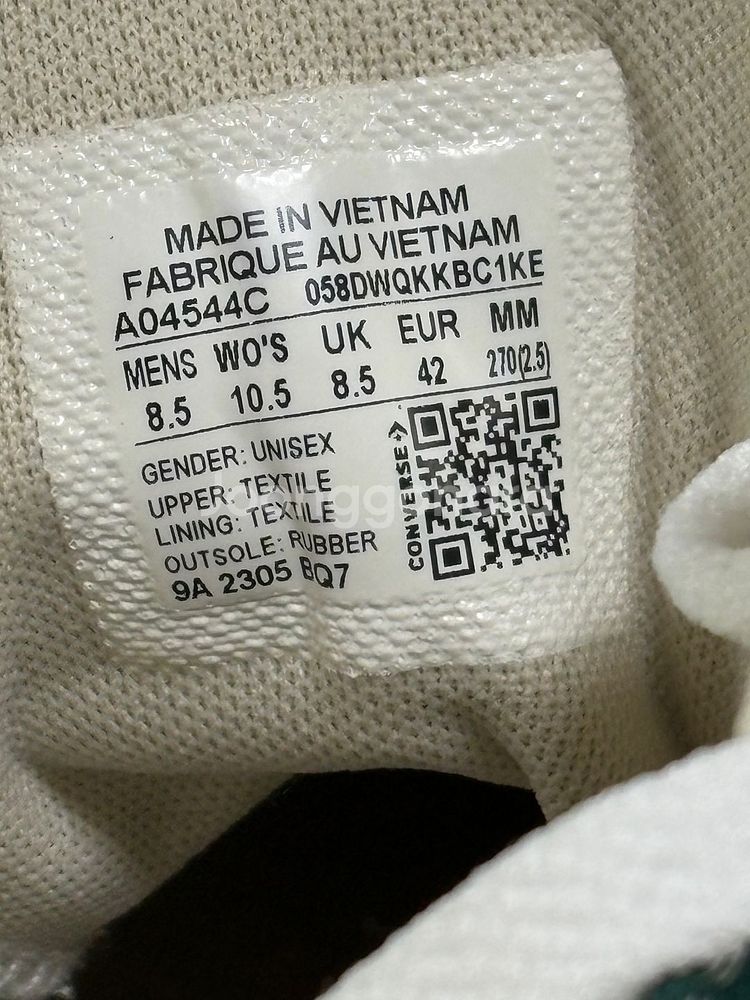 MADE IN VIETNAM
FABRIQUE AU VIETNAM
A04544C 058DWQKKBC1KE
MENS WO'S UK EUR MM
8.5 10.5 8.5 42 270(2.5)
GENDER: UNISEX
UPPER: TEXTILE
LINING: TEXTILE
OUTSOLE: RUBBER
9A 2305 BQ7
CONVERSE